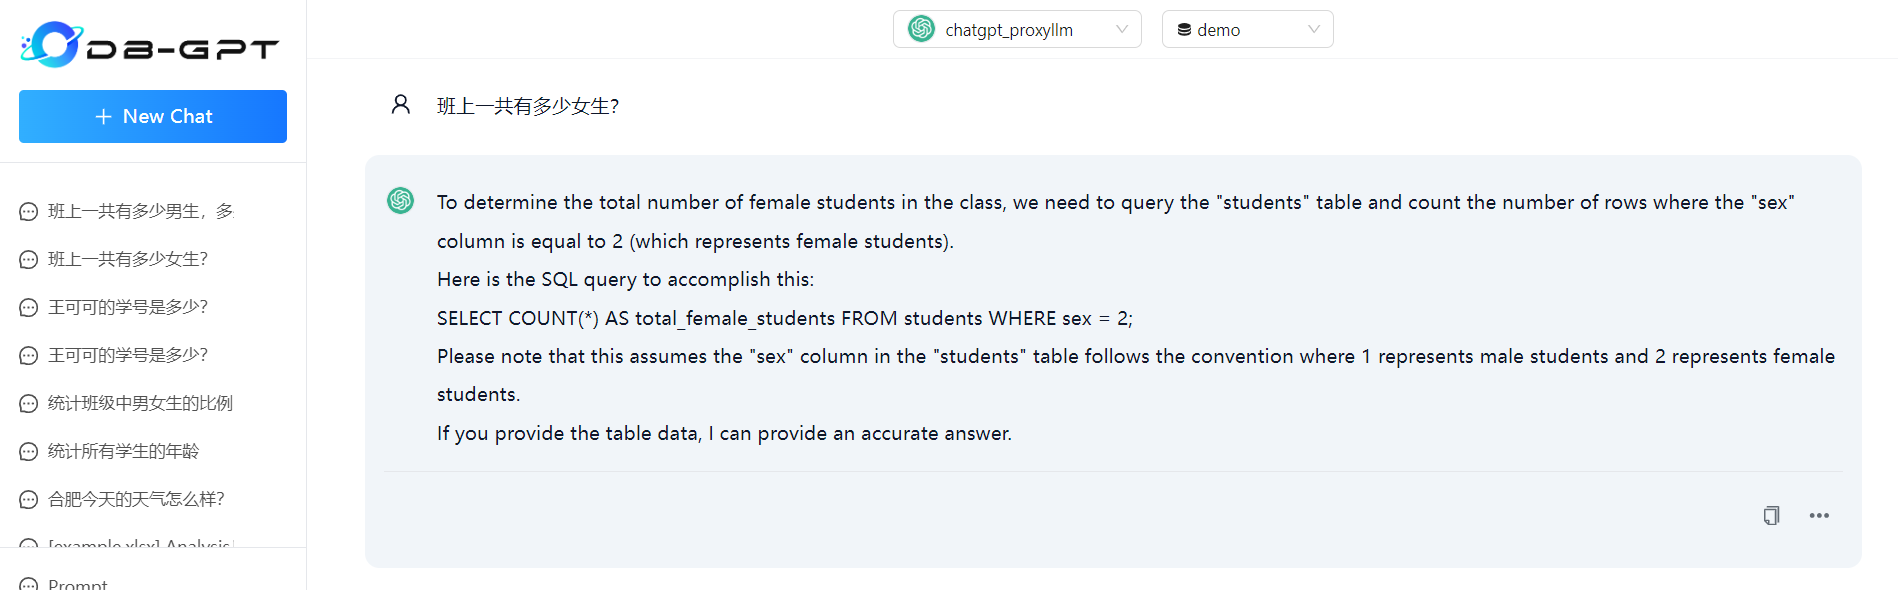 DB-GPT
New Chat
班上一共有多少男生，多
班上一共有多少女生？
王可可的学号是多少？
王可可的学号是多少？
统计班级中男女生的比例
统计所有学生的年龄
合肥今天的天气怎么样？
[example.xlsx] Analysis
Prompt
chatgpt_proxyllm
demo
班上一共有多少女生？
To determine the total number of female students in the class, we need to query the "students" table and count the number of rows where the "sex"
column is equal to 2 (which represents female students).
Here is the SQL query to accomplish this:
SELECT COUNT(*) AS total_female_students FROM students WHERE sex = 2;
Please note that this assumes the "sex" column in the "students" table follows the convention where 1 represents male students and 2 represents female
students.
If you provide the table data, I can provide an accurate answer.